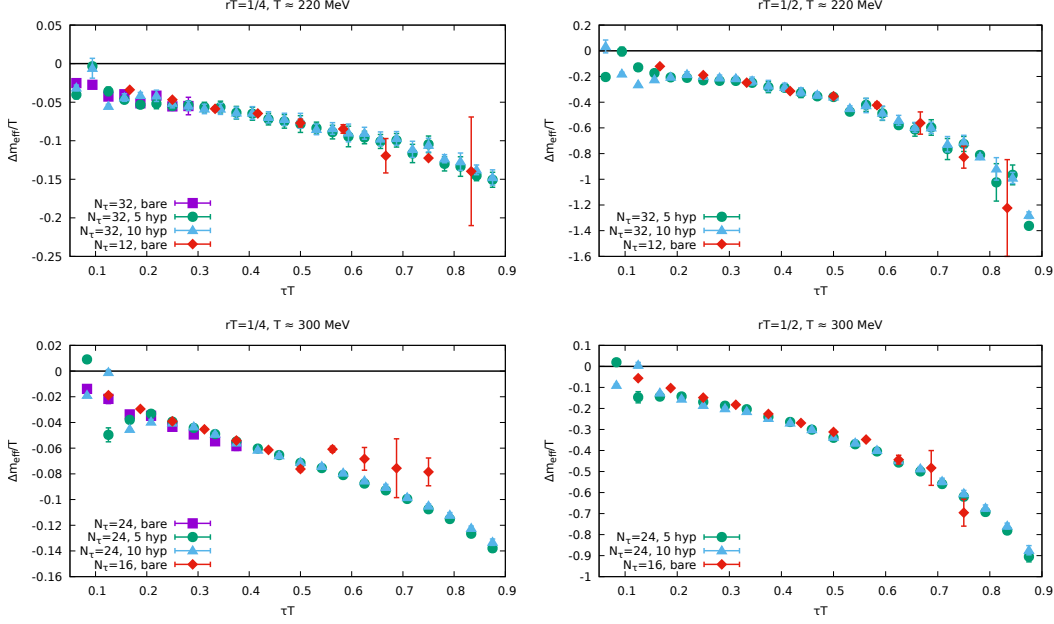 rT=1/4, T ≈ 220 MeV
0.05
0
-0.05
-0.1
-0.15
-0.2
-0.25
Δm_eff/T
N_τ=32, bare
N_τ=32, 5 hyp
N_τ=32, 10 hyp
N_τ=12, bare
0.1 0.2 0.3 0.4 0.5 0.6 0.7 0.8 0.9
τT
rT=1/2, T ≈ 220 MeV
0.2
0
-0.2
-0.4
-0.6
-0.8
-1
-1.2
-1.4
-1.6
Δm_eff/T
N_τ=32, 5 hyp
N_τ=32, 10 hyp
N_τ=12, bare
0.1 0.2 0.3 0.4 0.5 0.6 0.7 0.8 0.9
τT
rT=1/4, T ≈ 300 MeV
0.02
0
-0.02
-0.04
-0.06
-0.08
-0.1
-0.12
-0.14
-0.16
Δm_eff/T
N_τ=24, bare
N_τ=24, 5 hyp
N_τ=24, 10 hyp
N_τ=16, bare
0.1 0.2 0.3 0.4 0.5 0.6 0.7 0.8 0.9
τT
rT=1/2, T ≈ 300 MeV
0.1
0
-0.1
-0.2
-0.3
-0.4
-0.5
-0.6
-0.7
-0.8
-0.9
-1
Δm_eff/T
N_τ=24, 5 hyp
N_τ=24, 10 hyp
N_τ=16, bare
0.1 0.2 0.3 0.4 0.5 0.6 0.7 0.8 0.9
τT